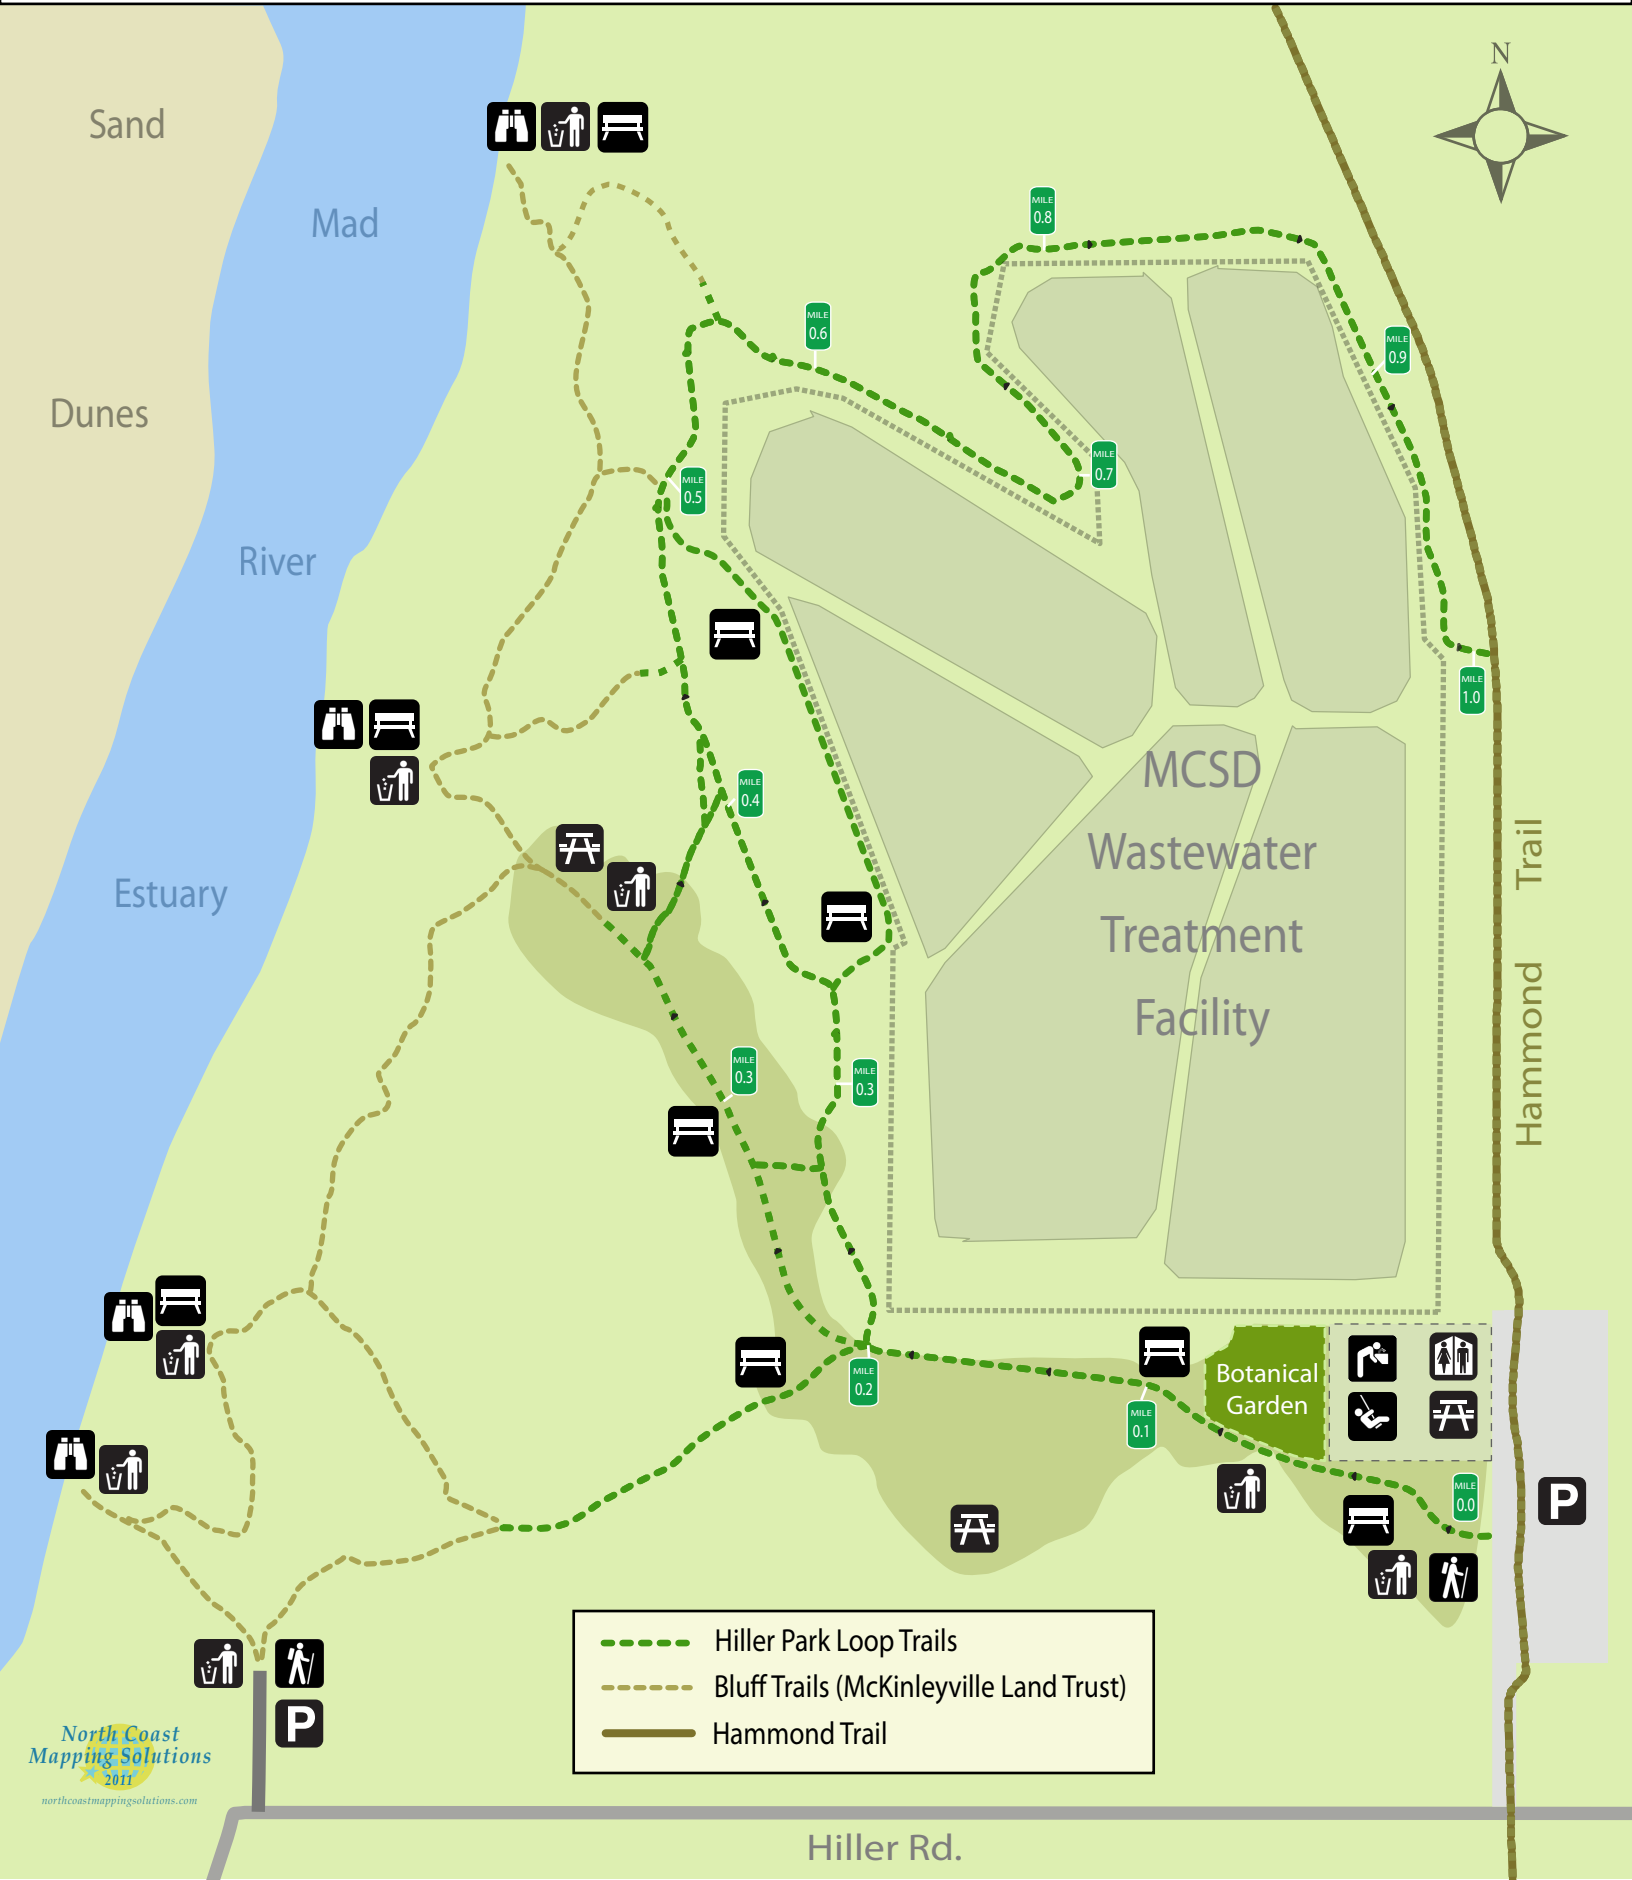 N
Sand
Mad
MILE
0.8
MILE
0.6
MILE
0.9
Dunes
MILE
0.7
MILE
0.5
River
MILE
1.0
MCSD
Wastewater
Treatment
Facility
MILE
0.4
Hammond Trail
Estuary
MILE
0.3
MILE
0.3
Botanical
Garden
MILE
0.2
MILE
0.1
MILE
0.0
P
Hiller Park Loop Trails
Bluff Trails (McKinleyville Land Trust)
Hammond Trail
P
North Coast
Mapping Solutions
2011
northcoastmappingsolutions.com
Hiller Rd.